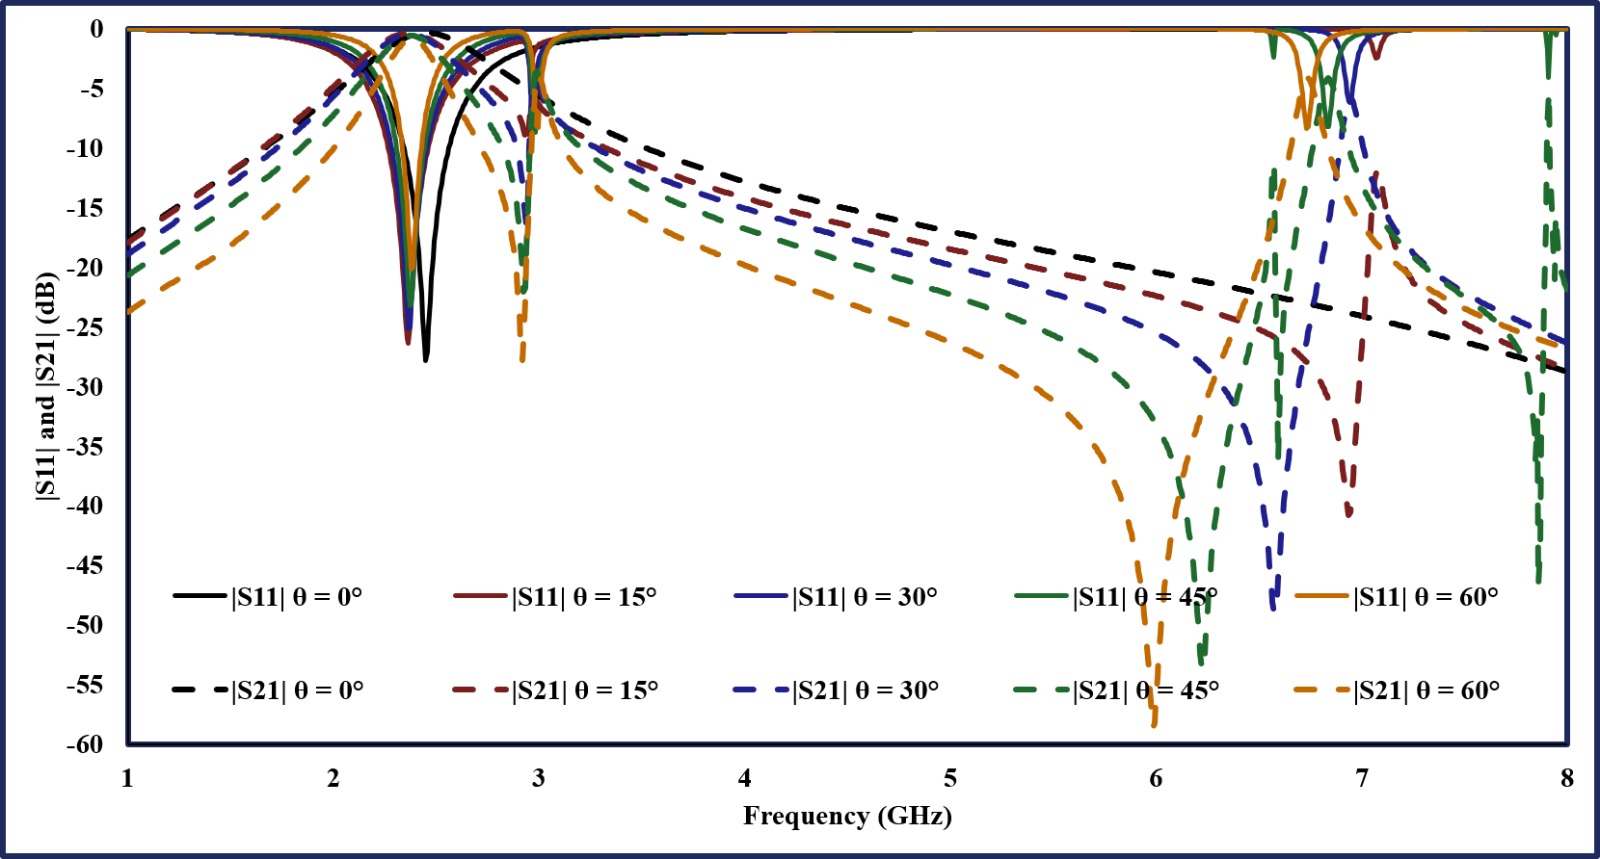 0
-5
-10
-15
-20
-25
-30
-35
-40
-45
-50
-55
-60
|S11| and |S21| (dB)
|S11| θ = 0° |S11| θ = 15° |S11| θ = 30° |S11| θ = 45° |S11| θ = 60°
|S21| θ = 0° |S21| θ = 15° |S21| θ = 30° |S21| θ = 45° |S21| θ = 60°
1 2 3 4 5 6 7 8
Frequency (GHz)